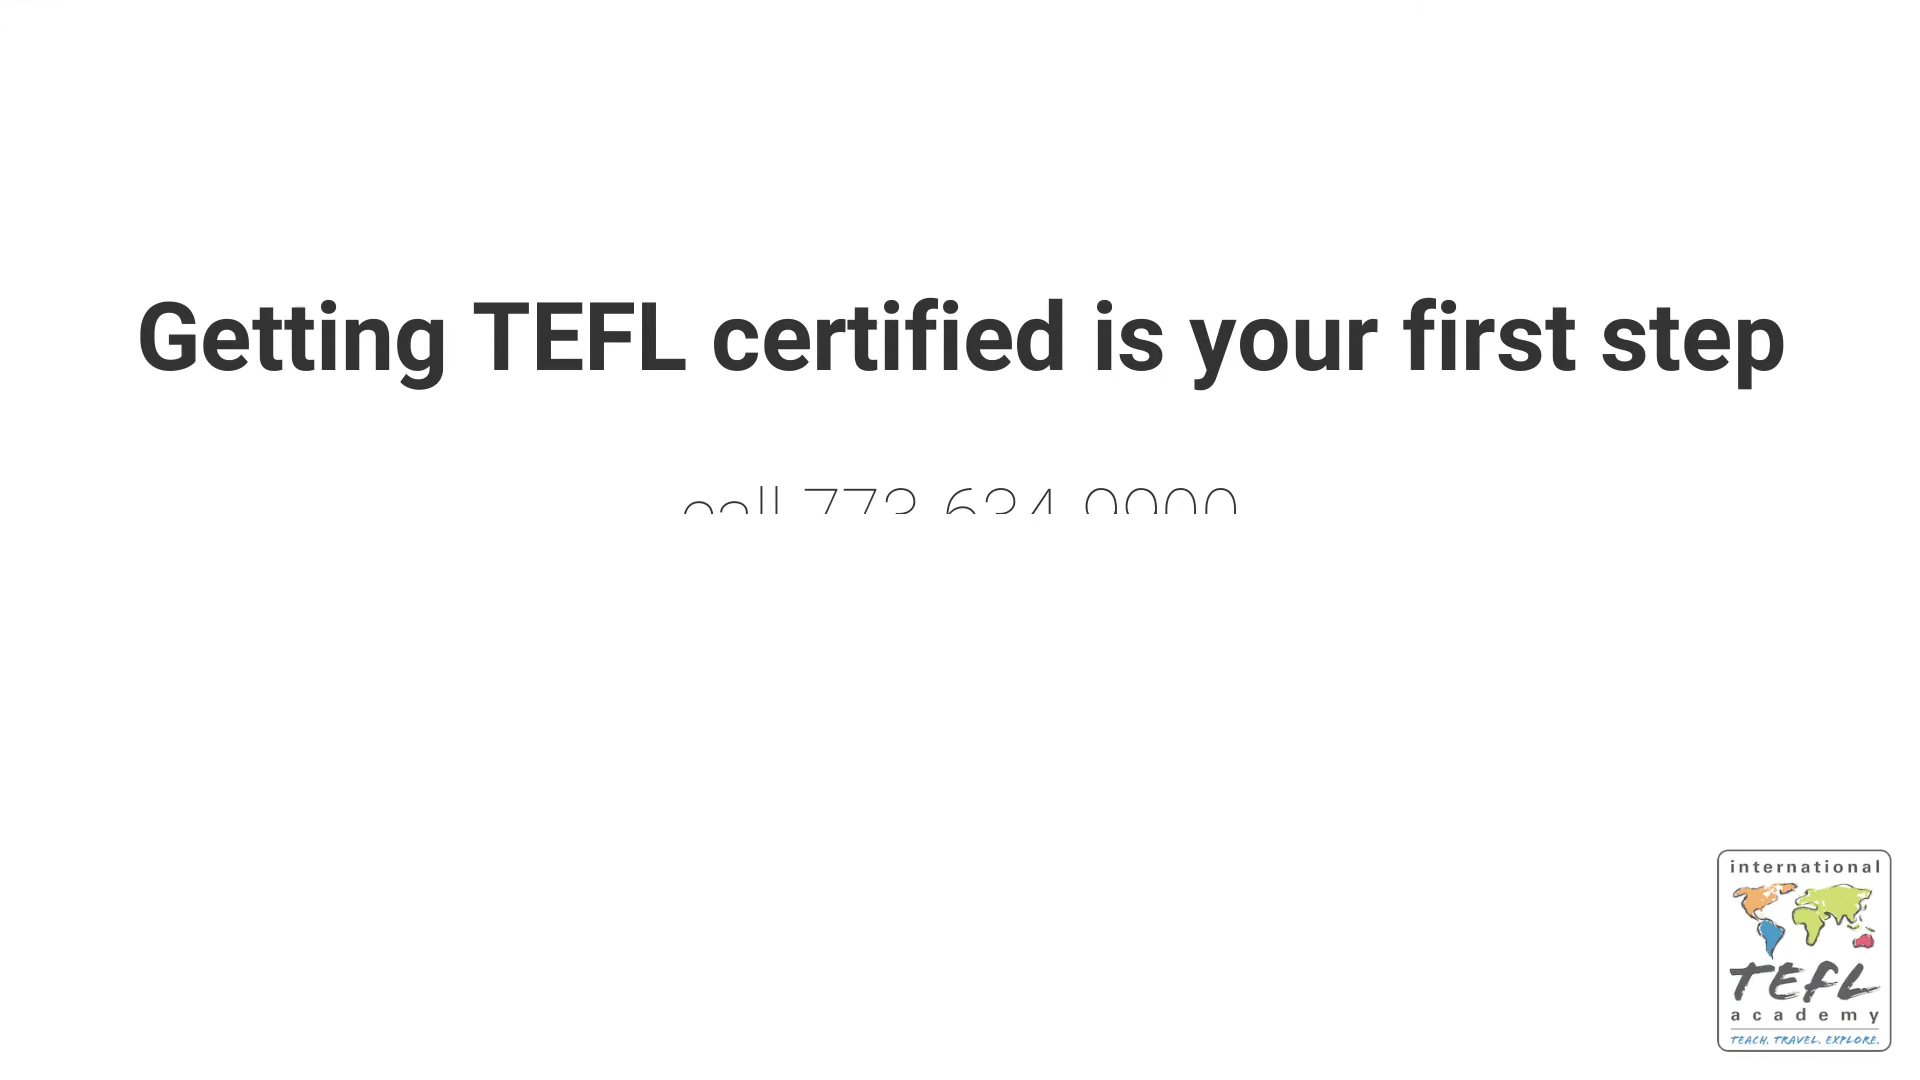 Getting TEFL certified is your first step
call
international
TEFL
academy
TEACH. TRAVEL. EXPLORE.